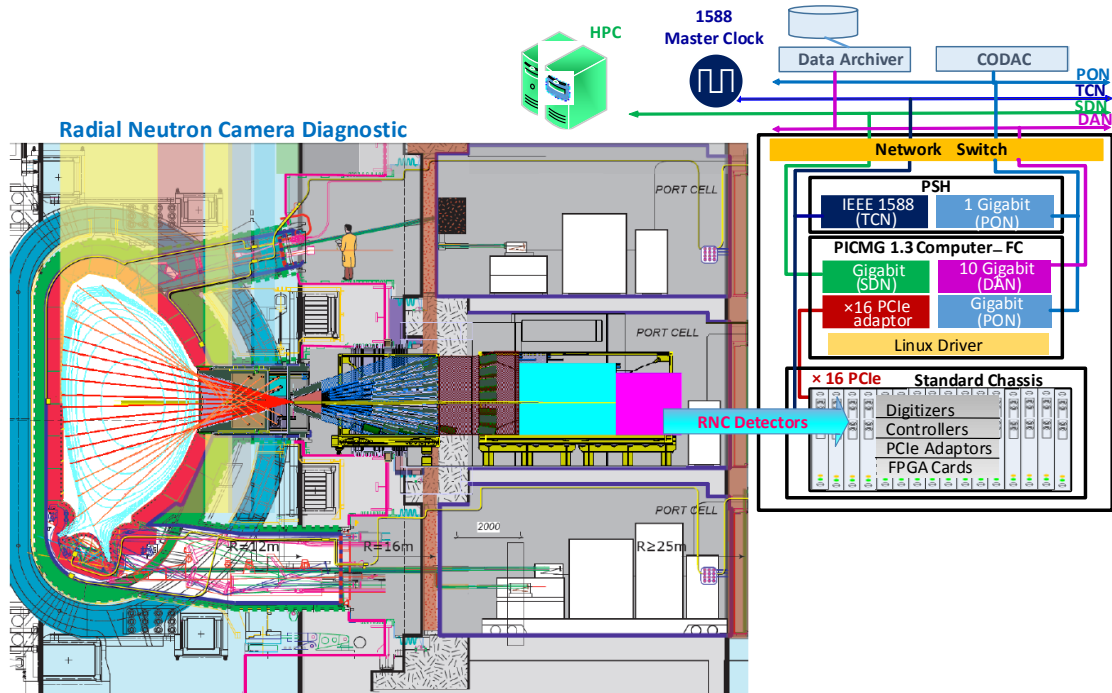 HPC
1588
Master Clock
Data Archiver
CODAC
PON
TCN
SDN
DAN
Radial Neutron Camera Diagnostic
Network Switch
PSH
IEEE 1588
(TCN)
1 Gigabit
(PON)
PICMG 1.3 Computer – FC
Gigabit
(SDN)
10 Gigabit
(DAN)
×16 PCIe
adaptor
Gigabit
(PON)
Linux Driver
× 16 PCIe
Standard Chassis
Digitizers
Controllers
PCIe Adaptors
FPGA Cards
RNC Detectors
PORT CELL
PORT CELL
PORT CELL
2000
R=12m
R=16m
R≥25m